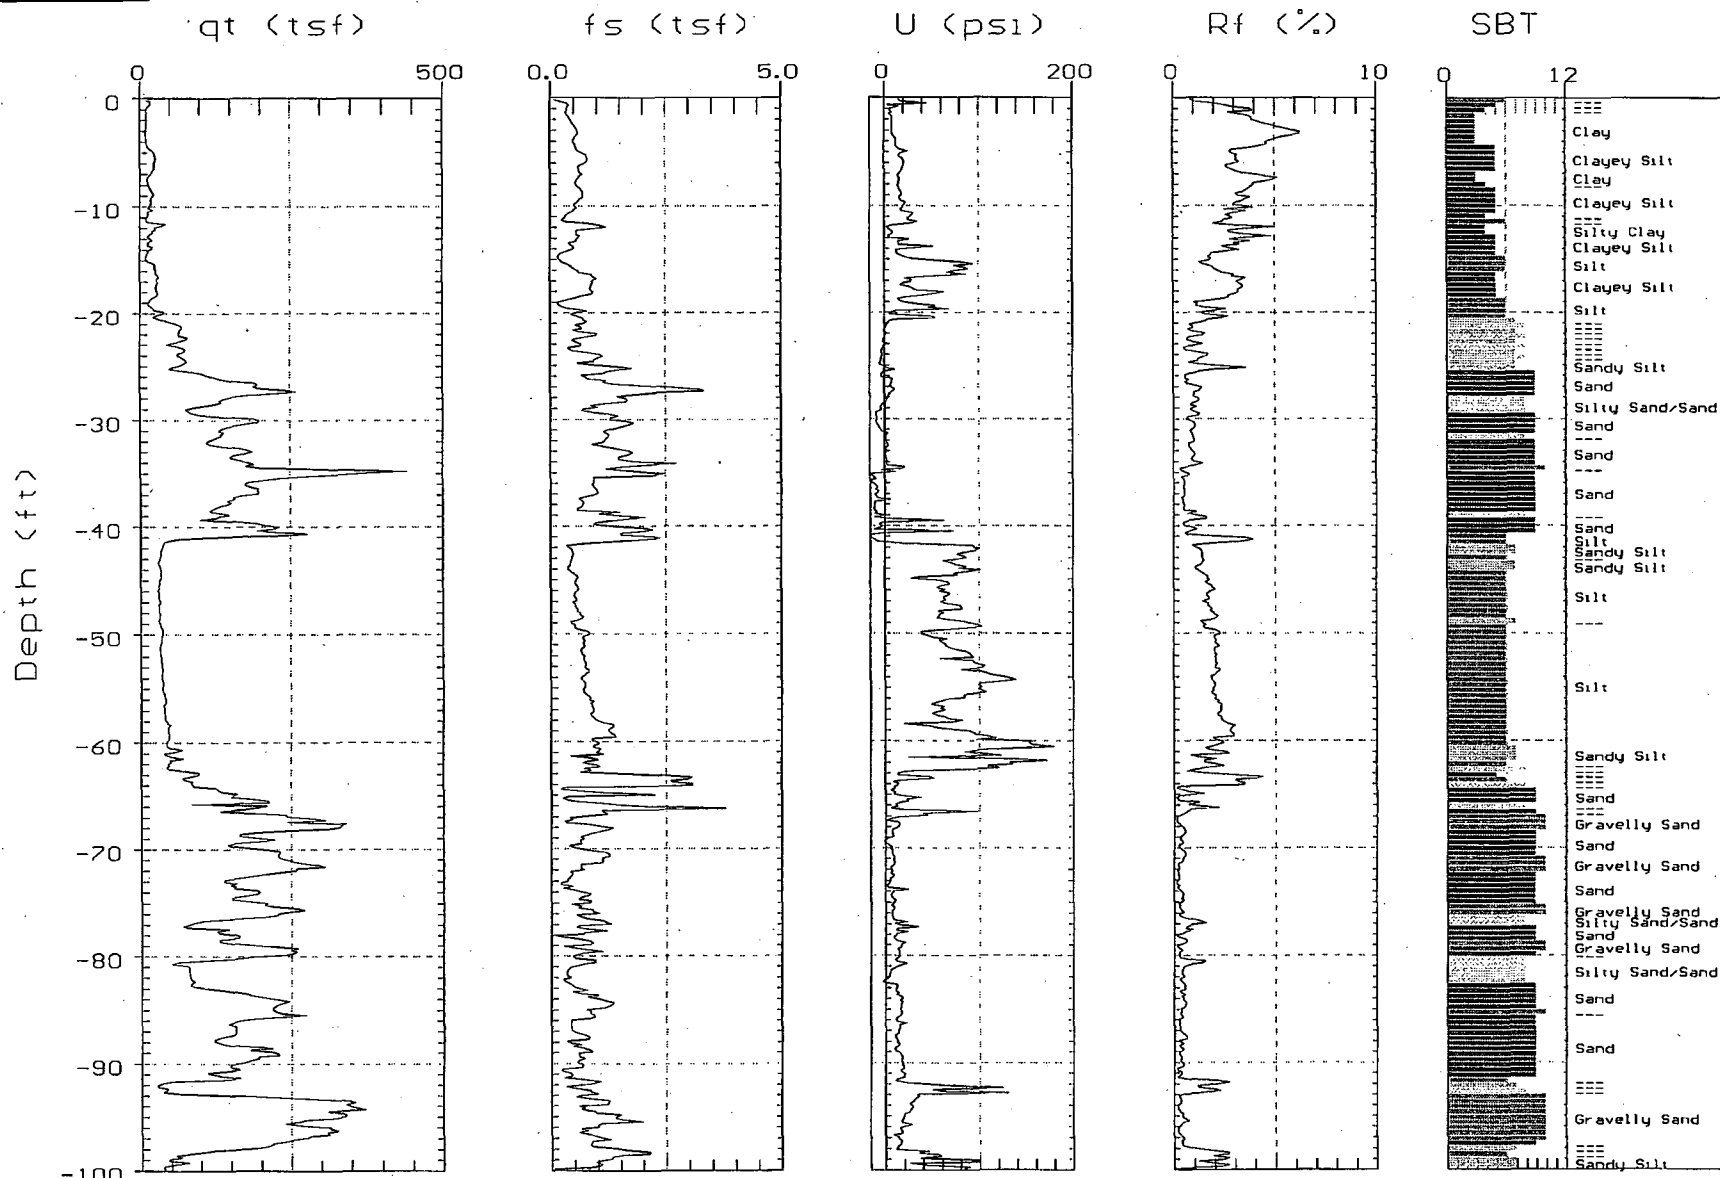 qt (tsf) fs (tsf) U (psi) Rf (%) SBT
0 500 0.0 5.0 0 200 0 10 0 12
Depth (ft)
0
-10
-20
-30
-40
-50
-60
-70
-80
-90
-100
---
---
Clay
Clayey Silt
Clay
---
Clayey Silt
---
Silty Clay
Clayey Silt
Silt
Clayey Silt
Silt
---
---
---
---
---
Sandy Silt
Sand
Silty Sand/Sand
Sand
---
Sand
---
Sand
---
Sand
Silt
Sandy Silt
---
Sandy Silt
Silt
---
Silt
Sandy Silt
---
---
---
---
Sand
---
---
Gravelly Sand
Sand
Gravelly Sand
Sand
Gravelly Sand
Silty Sand/Sand
Sand
Gravelly Sand
---
Silty Sand/Sand
Sand
---
Sand
---
---
---
Gravelly Sand
---
---
Sandy Silt